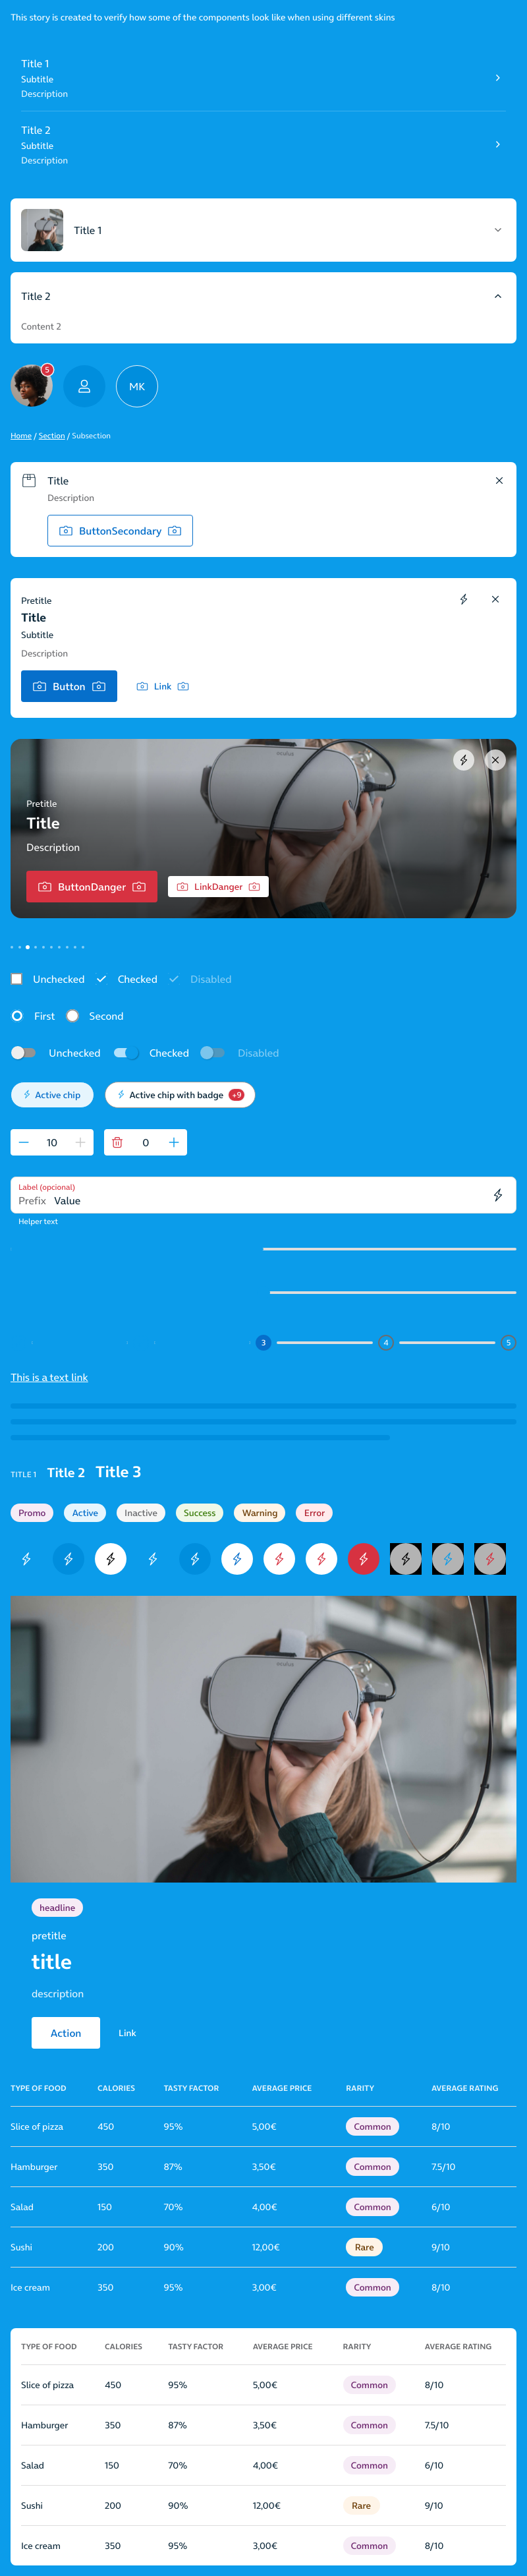 This story is created to verify how some of the components look like when using different skins
Title 1
Subtitle
Description
Title 2
Subtitle
Description
Title 1
Title 2
Content 2
5
MK
Home / Section / Subsection
Title
Description
ButtonSecondary
Pretitle
Title
Subtitle
Description
Button Link
Pretitle
Title
Description
ButtonDanger LinkDanger
Unchecked Checked Disabled
First Second
Unchecked Checked Disabled
Active chip Active chip with badge +9
10 0
Label (optional)
Prefix Value
Helper text
3 4 5
This is a text link
TITLE 1 Title 2 Title 3
Promo Active Inactive Success Warning Error
oculus
headline
pretitle
title
description
Action Link
TYPE OF FOOD CALORIES TASTY FACTOR AVERAGE PRICE RARITY AVERAGE RATING
Slice of pizza 450 95% 5,00€ Common 8/10
Hamburger 350 87% 3,50€ Common 7.5/10
Salad 150 70% 4,00€ Common 6/10
Sushi 200 90% 12,00€ Rare 9/10
Ice cream 350 95% 3,00€ Common 8/10
TYPE OF FOOD CALORIES TASTY FACTOR AVERAGE PRICE RARITY AVERAGE RATING
Slice of pizza 450 95% 5,00€ Common 8/10
Hamburger 350 87% 3,50€ Common 7.5/10
Salad 150 70% 4,00€ Common 6/10
Sushi 200 90% 12,00€ Rare 9/10
Ice cream 350 95% 3,00€ Common 8/10